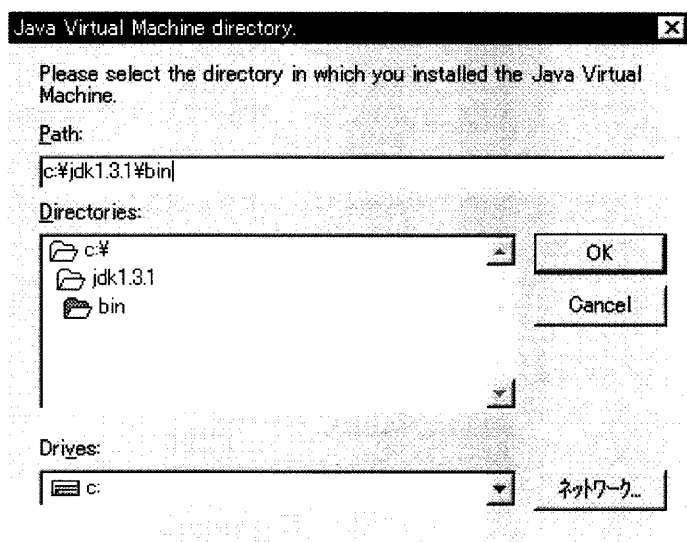 Java Virtual Machine directory.
Please select the directory in which you installed the Java Virtual
Machine.
Path:
c:¥jdk1.3.1¥bin
Directories:
c:¥
jdk1.3.1
bin
OK
Cancel
Drives:
c:
ネットワーク...